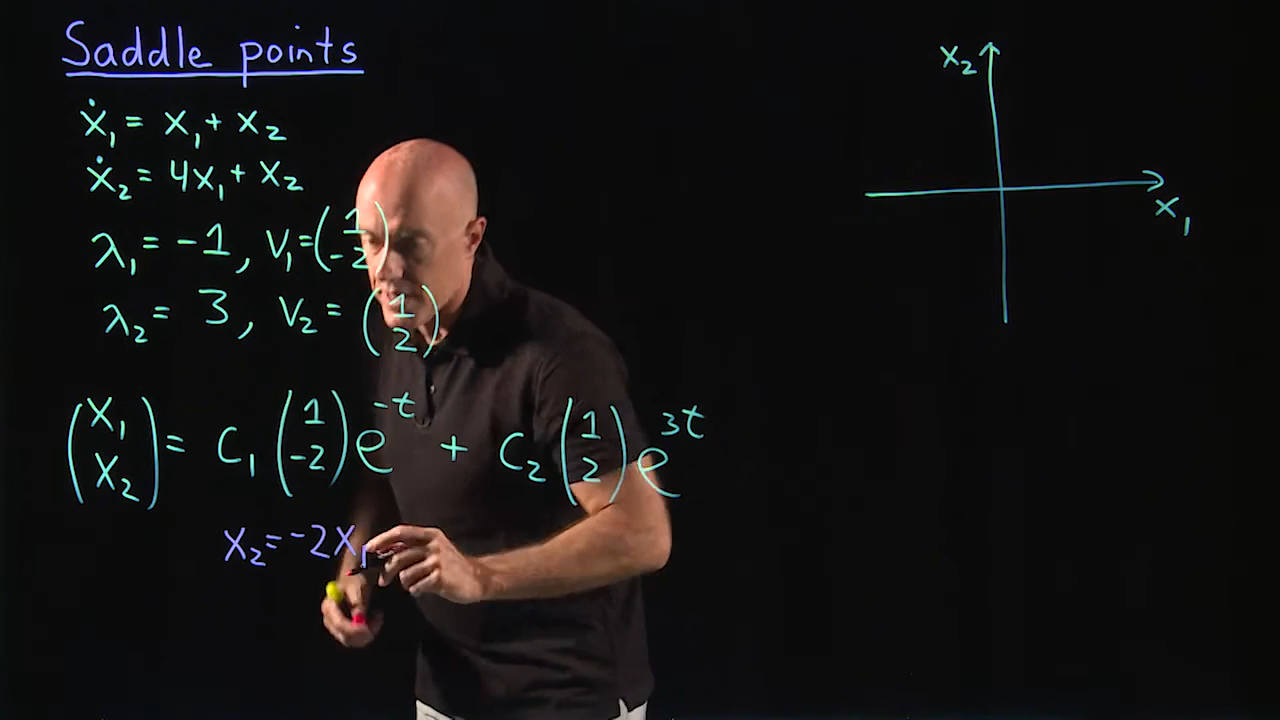 Saddle points
ẋ₁ = x₁ + x₂
ẋ₂ = 4x₁ + x₂
λ₁ = -1, v₁ = (1 -2)
λ₂ = 3, v₂ = (1 2)
(x₁ x₂) = c₁ (1 -2) e^-t + c₂ (1 2) e^3t
x₂ = -2x₁
x₂
x₁